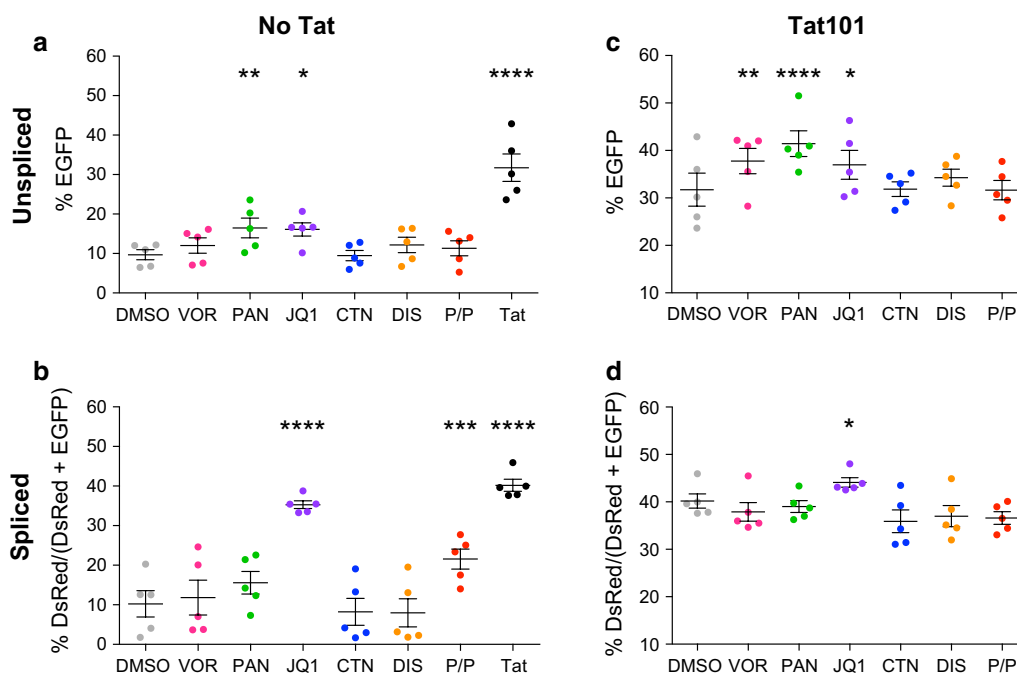 No Tat
Tat101
Unspliced
Spliced
a
% EGFP
60
50
40
30
20
10
0
** * ****
DMSO VOR PAN JQ1 CTN DIS P/P Tat
c
% EGFP
60
50
40
30
20
10
** **** *
DMSO VOR PAN JQ1 CTN DIS P/P
b
% DsRed/(DsRed + EGFP)
60
50
40
30
20
10
0
**** *** ****
DMSO VOR PAN JQ1 CTN DIS P/P Tat
d
% DsRed/(DsRed + EGFP)
60
50
40
30
20
10
*
DMSO VOR PAN JQ1 CTN DIS P/P